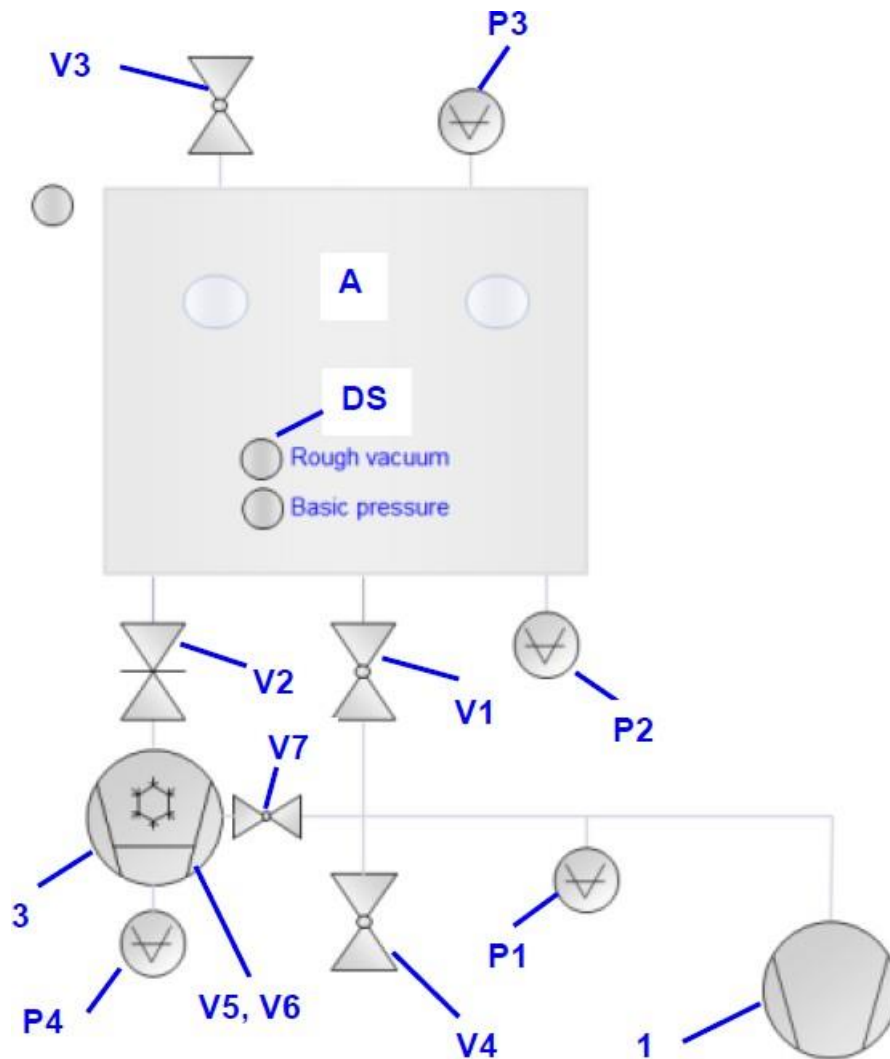 P3
V3
A
DS
Rough vacuum
Basic pressure
V2
V1
P2
V7
3
P1
P4
V5, V6
V4
1